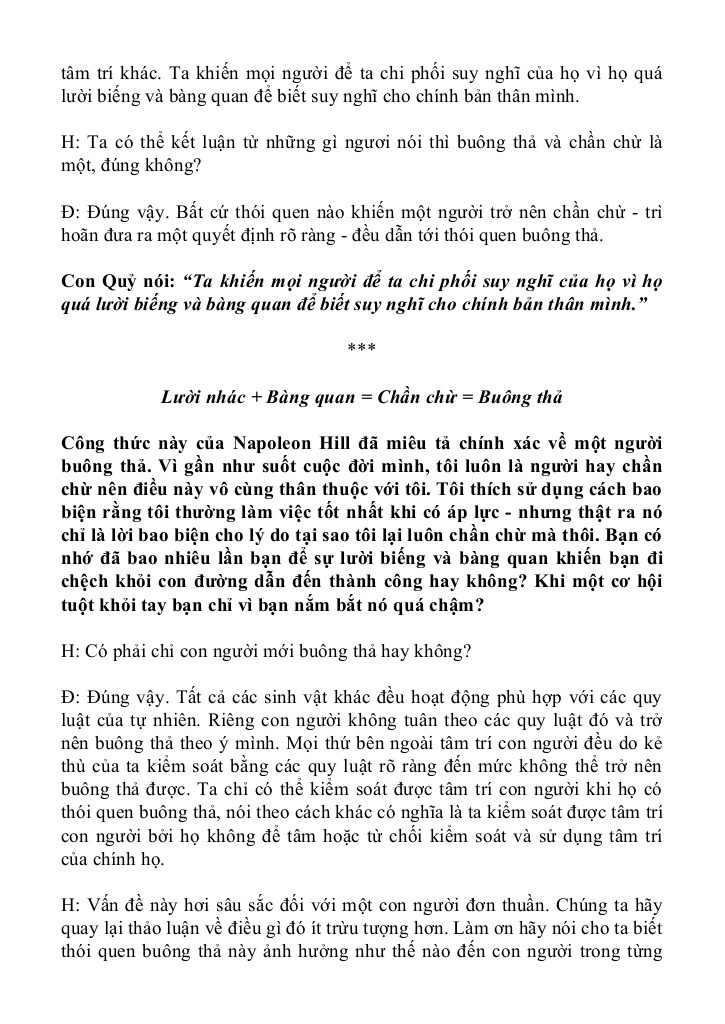 tâm trí khác. Ta khiến mọi người để ta chi phối suy nghĩ của họ vì họ quá
lười biếng và bàng quan để biết suy nghĩ cho chính bản thân mình.
H: Ta có thể kết luận từ những gì ngươi nói thì buông thả và chần chừ là
một, đúng không?
Đ: Đúng vậy. Bất cứ thói quen nào khiến một người trở nên chần chừ - trì
hoãn đưa ra một quyết định rõ ràng - đều dẫn tới thói quen buông thả.
Con Quỷ nói: “Ta khiến mọi người để ta chi phối suy nghĩ của họ vì họ
quá lười biếng và bàng quan để biết suy nghĩ cho chính bản thân mình.”
***
Lười nhác + Bàng quan = Chần chừ = Buông thả
Công thức này của Napoleon Hill đã miêu tả chính xác về một người
buông thả. Vì gần như suốt cuộc đời mình, tôi luôn là người hay chần
chừ nên điều này vô cùng thân thuộc với tôi. Tôi thích sử dụng cách bao
biện rằng tôi thường làm việc tốt nhất khi có áp lực - nhưng thật ra nó
chỉ là lời bao biện cho lý do tại sao tôi lại luôn chần chừ mà thôi. Bạn có
nhớ đã bao nhiêu lần bạn để sự lười biếng và bàng quan khiến bạn đi
chệch khỏi con đường dẫn đến thành công hay không? Khi một cơ hội
tuột khỏi tay bạn chỉ vì bạn nắm bắt nó quá chậm?
H: Có phải chỉ con người mới buông thả hay không?
Đ: Đúng vậy. Tất cả các sinh vật khác đều hoạt động phù hợp với các quy
luật của tự nhiên. Riêng con người không tuân theo các quy luật đó và trở
nên buông thả theo ý mình. Mọi thứ bên ngoài tâm trí con người đều do kẻ
thù của ta kiểm soát bằng các quy luật rõ ràng đến mức không thể trở nên
buông thả được. Ta chỉ có thể kiểm soát được tâm trí con người khi họ có
thói quen buông thả, nói theo cách khác có nghĩa là ta kiểm soát được tâm trí
con người bởi họ không để tâm hoặc từ chối kiểm soát và sử dụng tâm trí
của chính họ.
H: Vấn đề này hơi sâu sắc đối với một con người đơn thuần. Chúng ta hãy
quay lại thảo luận về điều gì đó ít trừu tượng hơn. Làm ơn hãy nói cho ta biết
thói quen buông thả này ảnh hưởng như thế nào đến con người trong từng